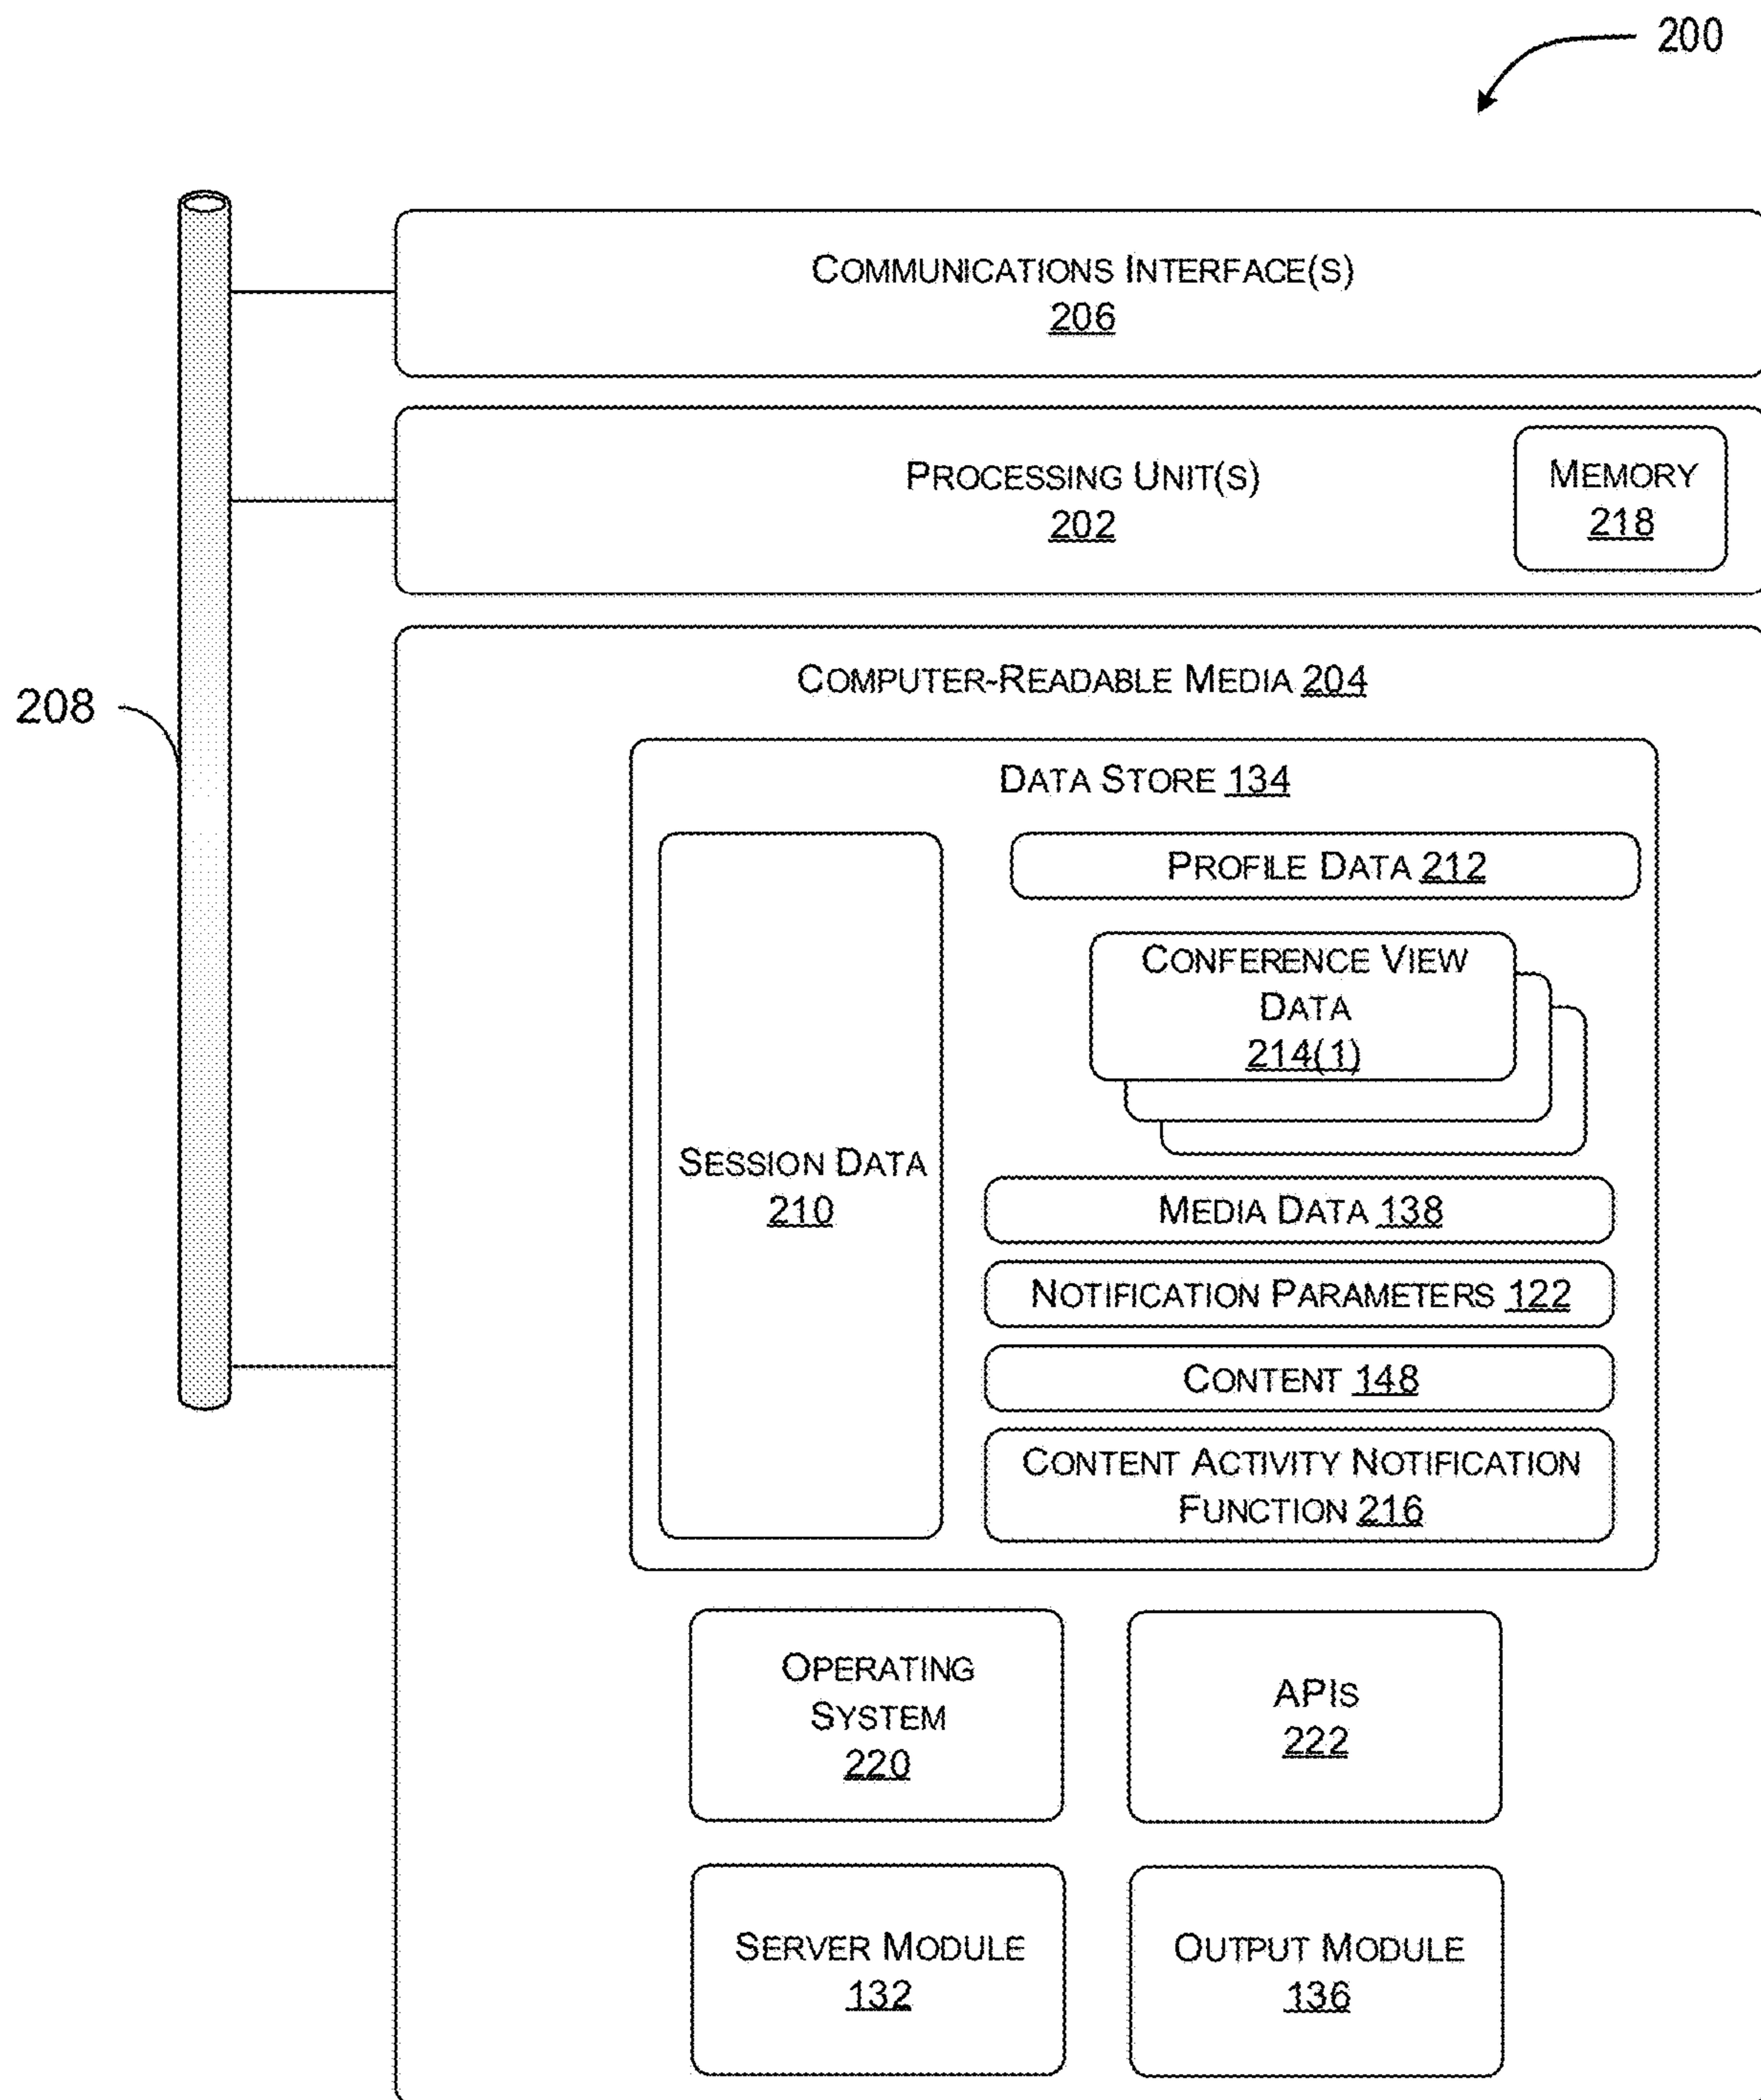 200
COMMUNICATIONS INTERFACE(S)
206
PROCESSING UNIT(S)
202
MEMORY
218
208
COMPUTER-READABLE MEDIA 204
DATA STORE 134
SESSION DATA
210
PROFILE DATA 212
CONFERENCE VIEW
DATA
214(1)
MEDIA DATA 138
NOTIFICATION PARAMETERS 122
CONTENT 148
CONTENT ACTIVITY NOTIFICATION
FUNCTION 216
OPERATING
SYSTEM
220
APIS
222
SERVER MODULE
132
OUTPUT MODULE
136